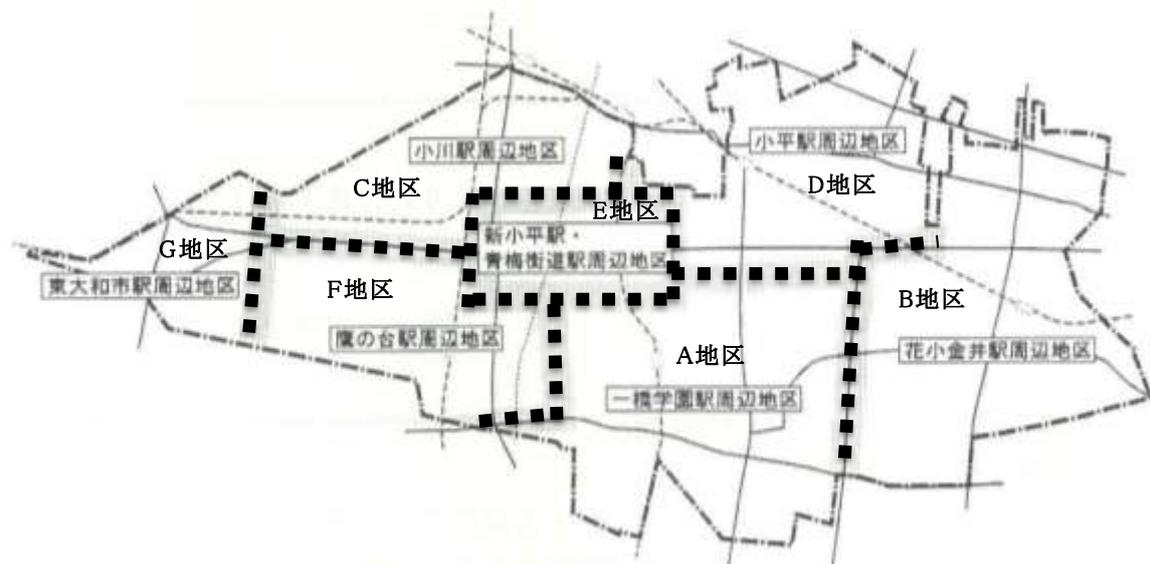 小川駅周辺地区
小平駅周辺地区
C地区
D地区
E地区
新小平駅・
青梅街道駅周辺地区
G地区
東大和市駅周辺地区
F地区
B地区
鷹の台駅周辺地区
A地区
花小金井駅周辺地区
一橋学園駅周辺地区